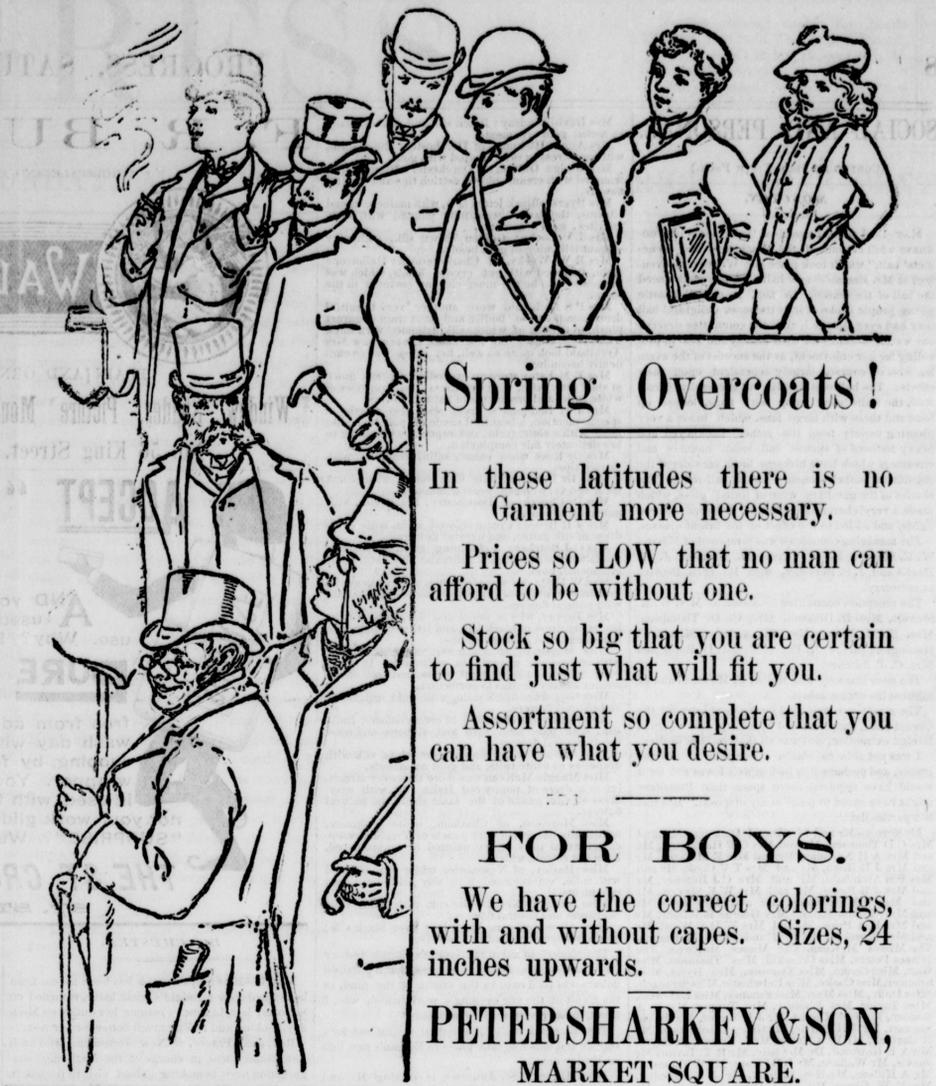 Spring Overcoats!
In these latitudes there is no
Garment more necessary.
Prices so LOW that no man can
afford to be without one.
Stock so big that you are certain
to find just what will fit you.
Assortment so complete that you
can have what you desire.
FOR BOYS.
We have the correct colorings,
with and without capes. Sizes, 24
inches upwards.
PETER SHARKEY & SON,
MARKET SQUARE.